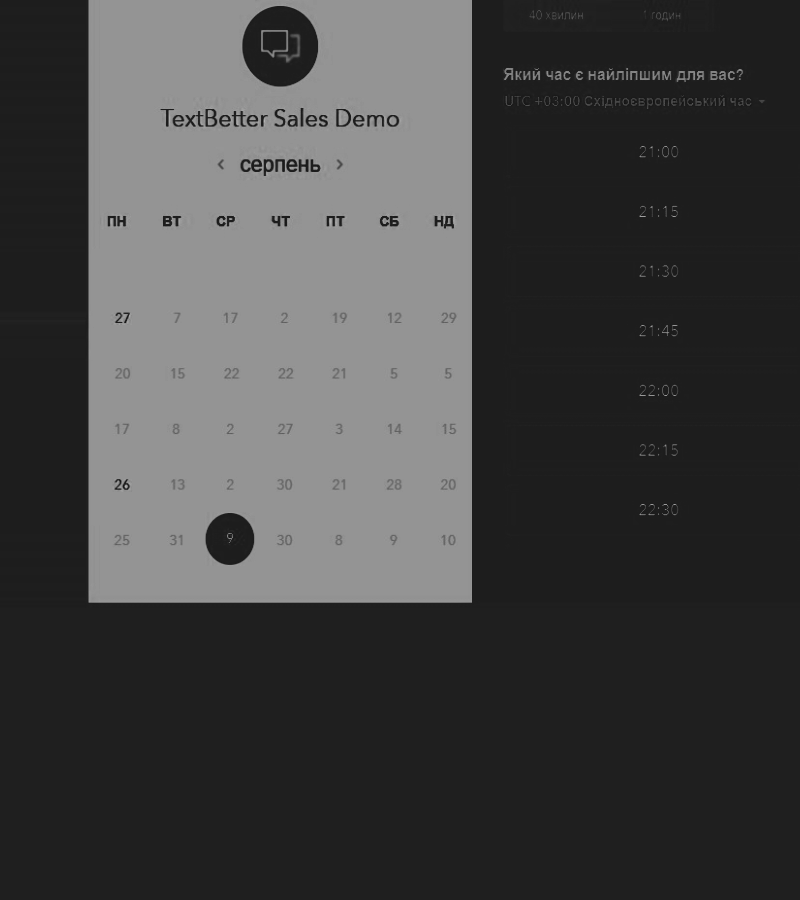 TextBetter Sales Demo
серпень
ПН ВТ СР ЧТ ПТ СБ НД
27 7 17 2 19 12 29
20 15 22 22 21 5 5
17 8 2 27 3 14 15
26 13 2 30 21 28 20
25 31 9 30 8 9 10
40 хвилин 1 годин
Який час є найліпшим для вас?
UTC +03:00 Східноєвропейський час
21:00
21:15
21:30
21:45
22:00
22:15
22:30